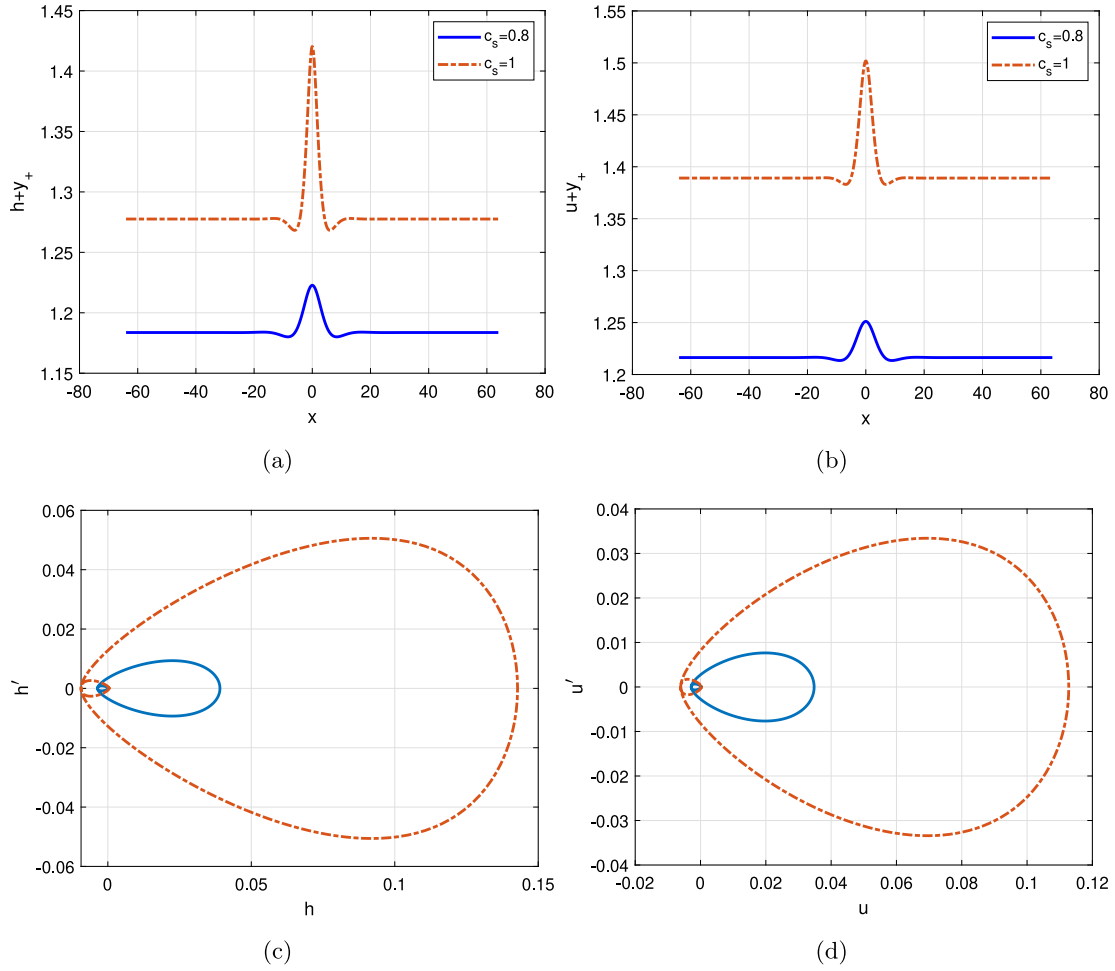 1.45
1.4
1.35
1.3
1.25
1.2
1.15
h+y₊
-80 -60 -40 -20 0 20 40 60 80
x
c_s=0.8
c_s=1
(a)
1.55
1.5
1.45
1.4
1.35
1.3
1.25
1.2
u+y₊
-80 -60 -40 -20 0 20 40 60 80
x
c_s=0.8
c_s=1
(b)
0.06
0.04
0.02
0
-0.02
-0.04
-0.06
h′
0 0.05 0.1 0.15
h
(c)
0.04
0.03
0.02
0.01
0
-0.01
-0.02
-0.03
-0.04
u′
-0.02 0 0.02 0.04 0.06 0.08 0.1 0.12
u
(d)